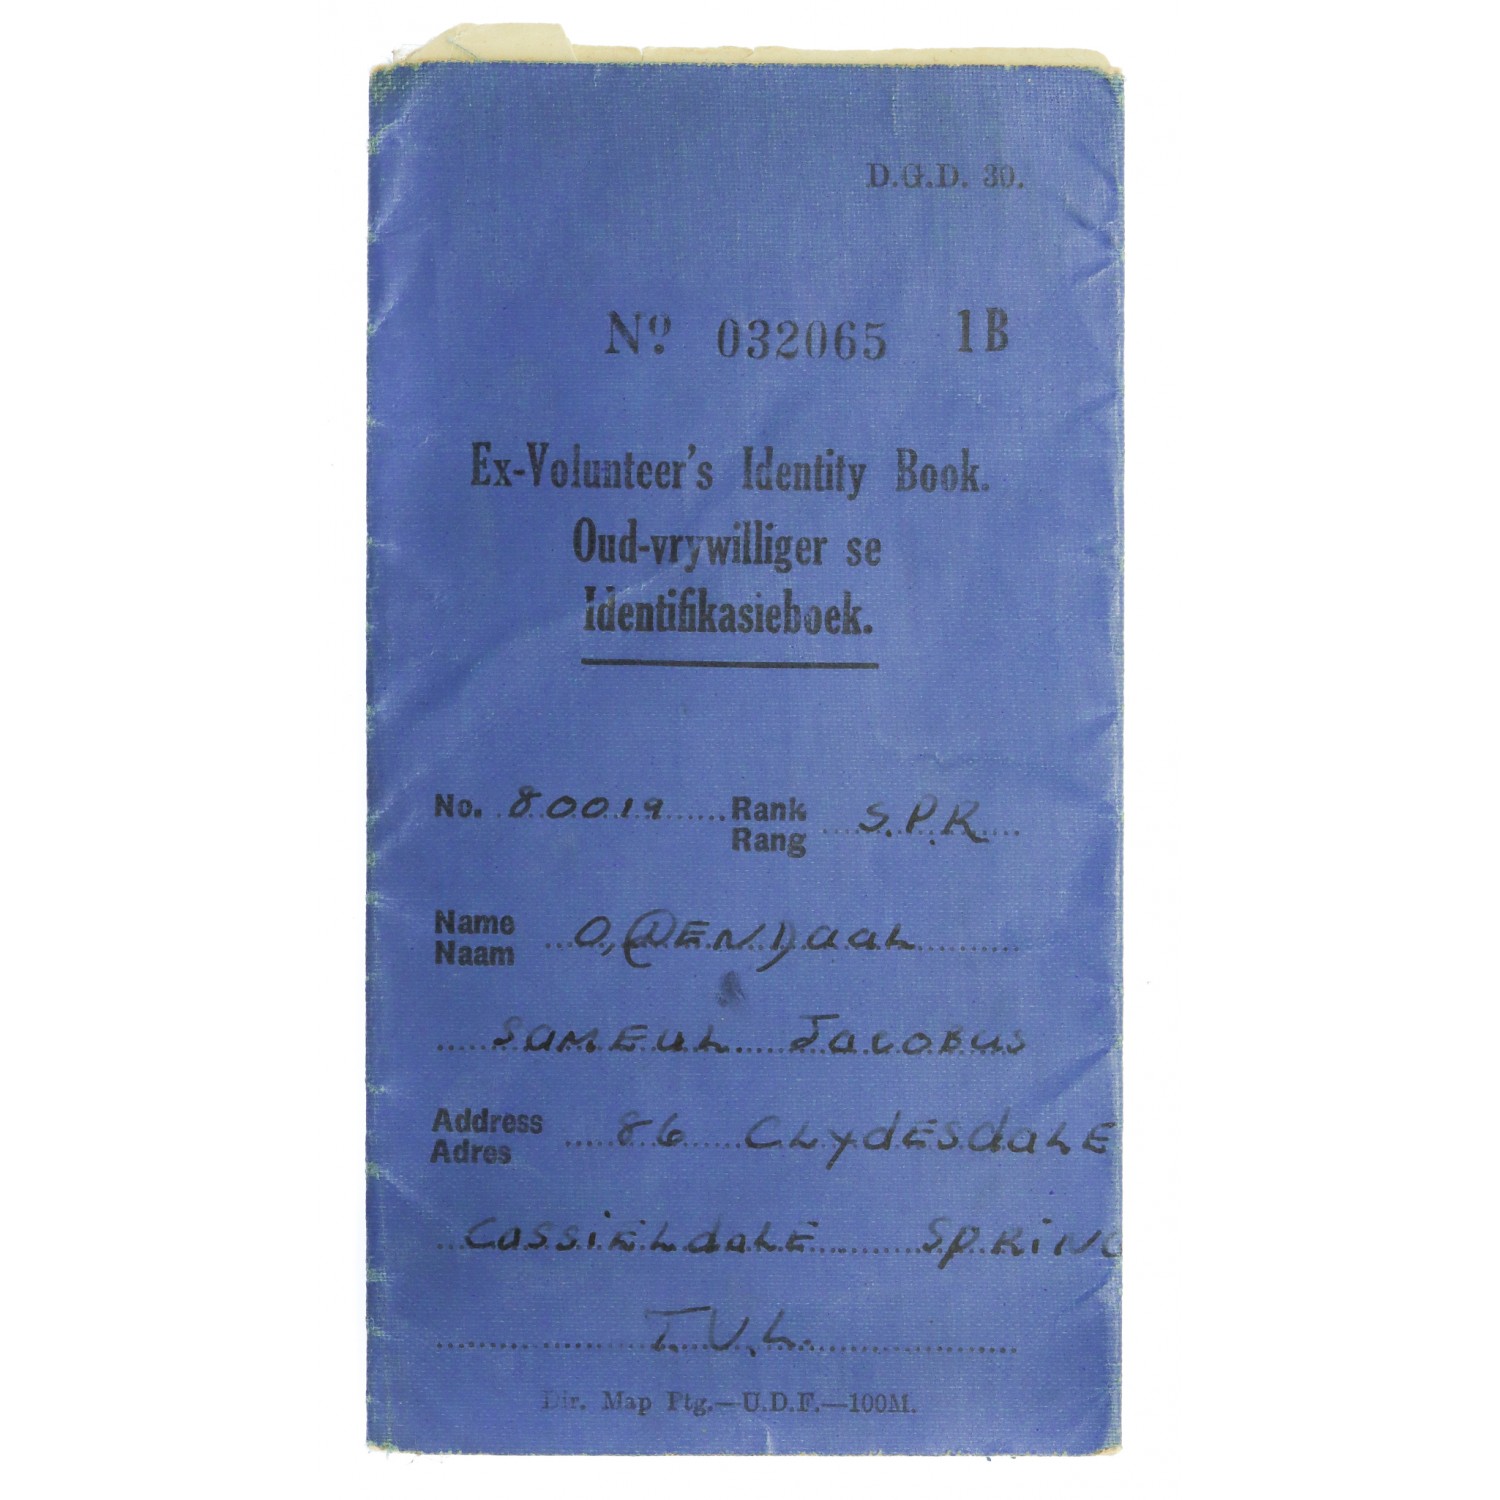 D.G.D. 30.
Nº 032065 1B
Ex-Volunteer's Identity Book.
Oud-vrywilliger se
Identifikasieboek.
No. 80019 Rank S.P.R
Rang
Name O,@ENDaaL
Naam
SAMEUL JacoBus
Address 86 CLydESdaLE
Adres
CassiELdaLE SpRiNG
T.V.L.
Dir. Map Ptg.—U.D.F.—100M.